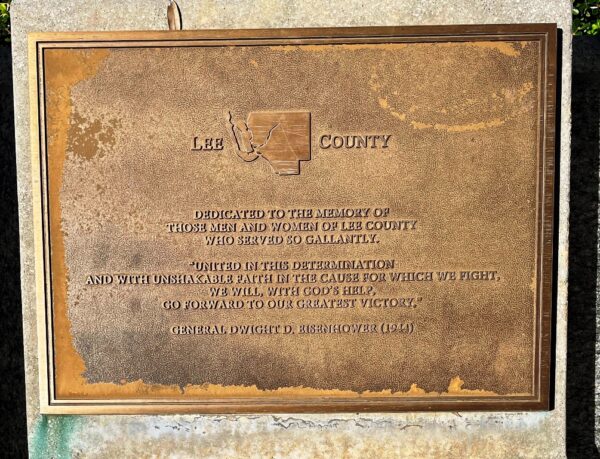 LEE COUNTY
DEDICATED TO THE MEMORY OF
THOSE MEN AND WOMEN OF LEE COUNTY
WHO SERVED SO GALLANTLY.
"UNITED IN THIS DETERMINATION
AND WITH UNSHAKABLE FAITH IN THE CAUSE FOR WHICH WE FIGHT,
WE WILL, WITH GOD'S HELP,
GO FORWARD TO OUR GREATEST VICTORY."
GENERAL DWIGHT D. EISENHOWER (1944)